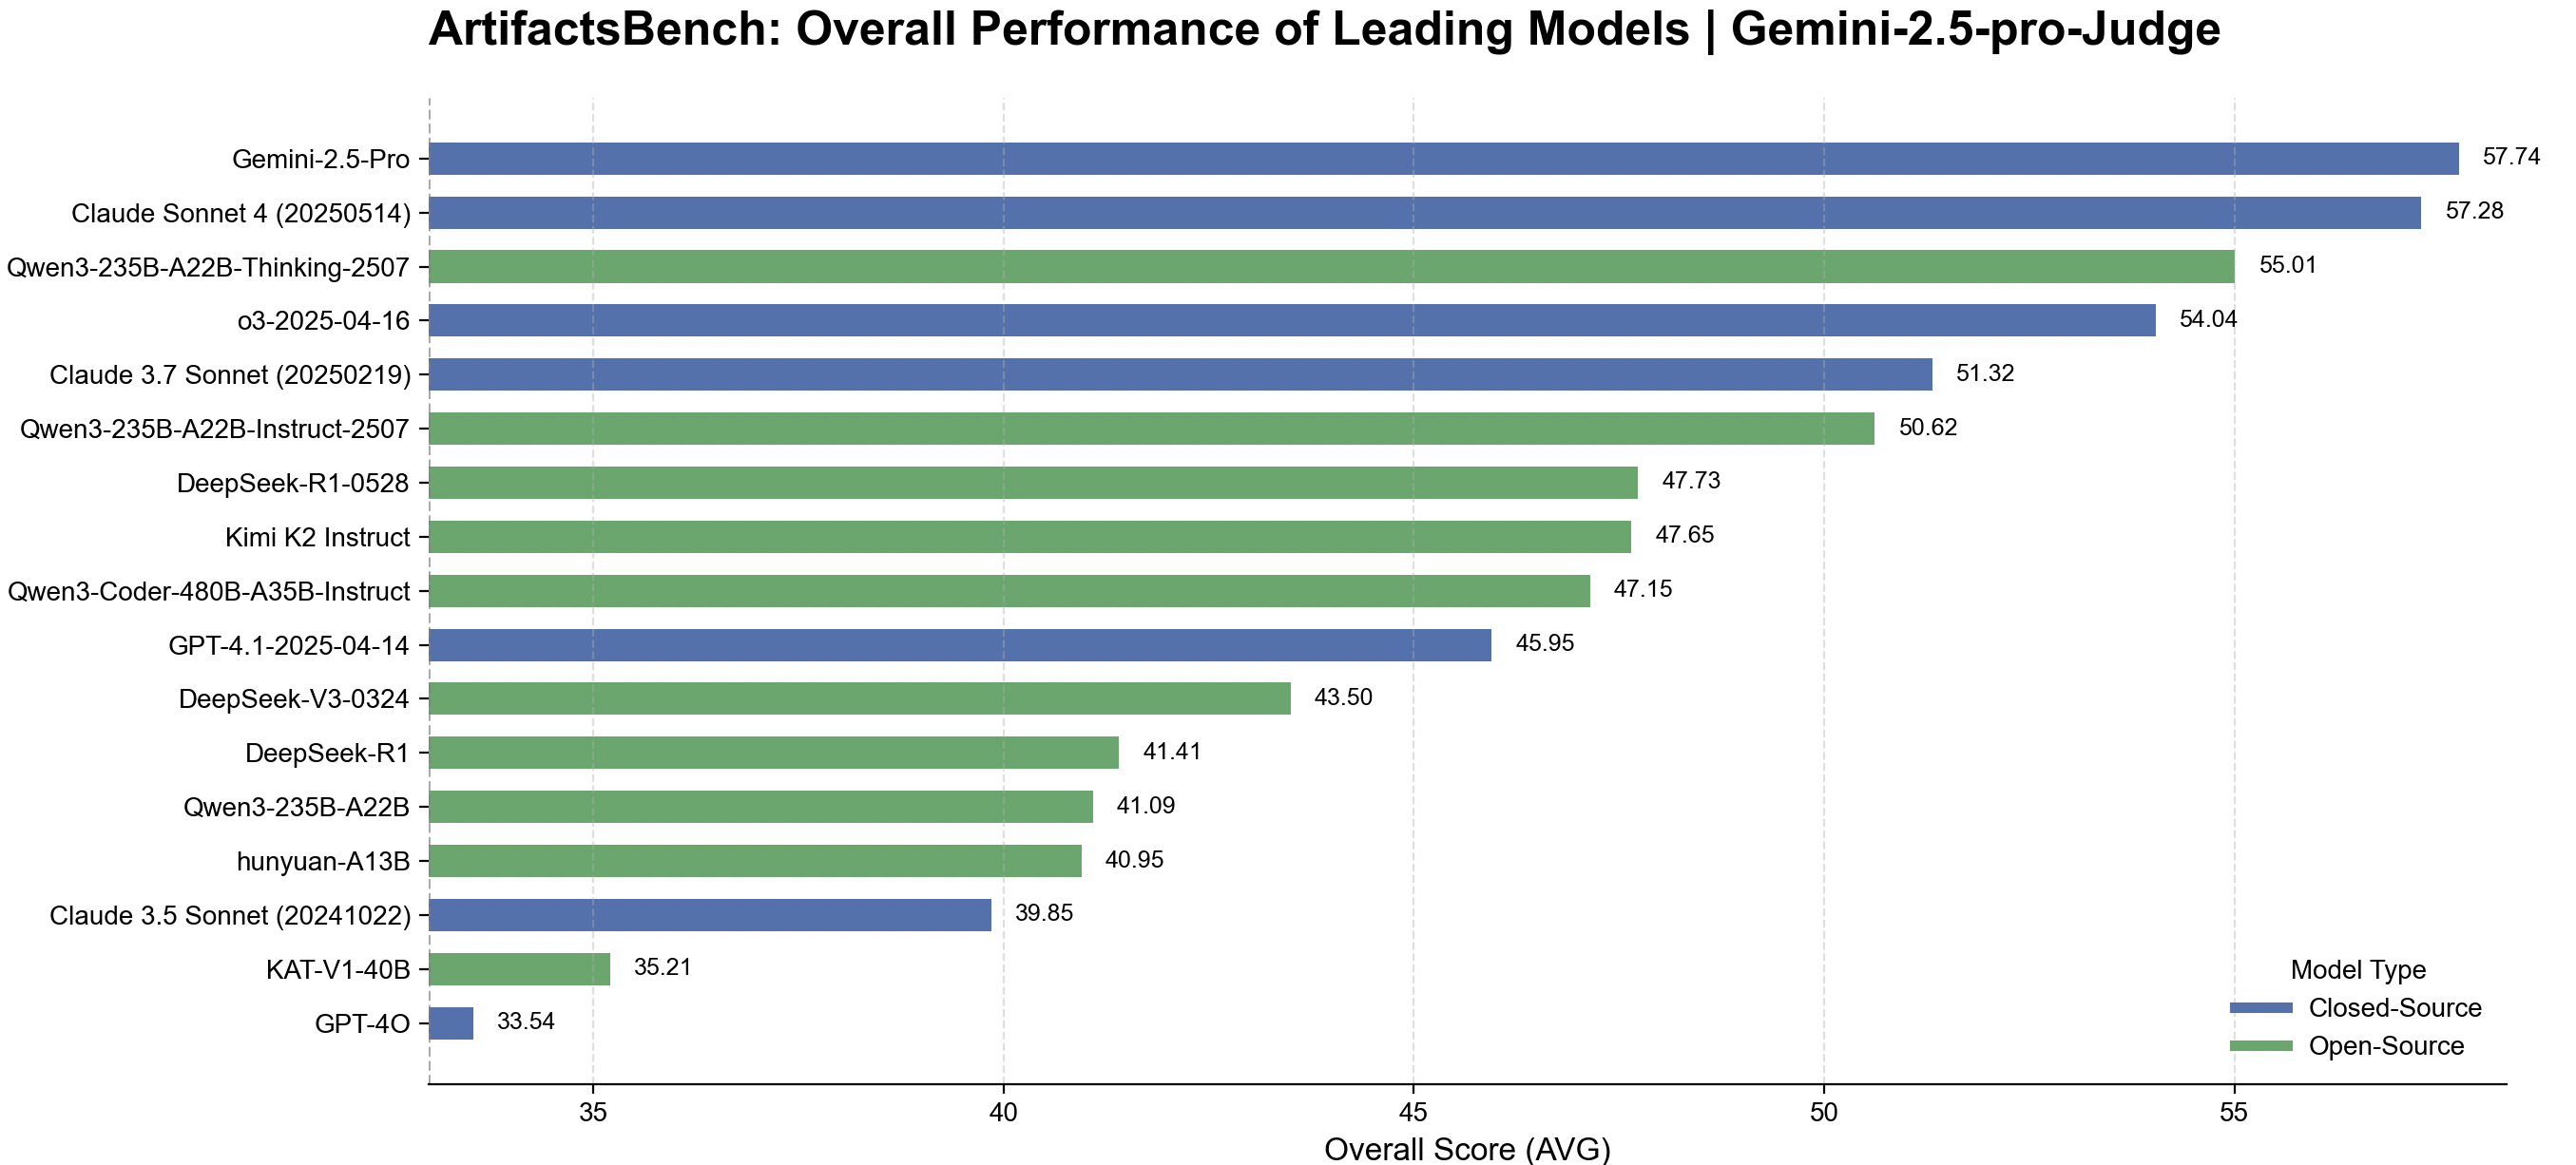 ArtifactsBench: Overall Performance of Leading Models | Gemini-2.5-pro-Judge
Gemini-2.5-Pro 57.74
Claude Sonnet 4 (20250514) 57.28
Qwen3-235B-A22B-Thinking-2507 55.01
o3-2025-04-16 54.04
Claude 3.7 Sonnet (20250219) 51.32
Qwen3-235B-A22B-Instruct-2507 50.62
DeepSeek-R1-0528 47.73
Kimi K2 Instruct 47.65
Qwen3-Coder-480B-A35B-Instruct 47.15
GPT-4.1-2025-04-14 45.95
DeepSeek-V3-0324 43.50
DeepSeek-R1 41.41
Qwen3-235B-A22B 41.09
hunyuan-A13B 40.95
Claude 3.5 Sonnet (20241022) 39.85
KAT-V1-40B 35.21
GPT-4O 33.54
Model Type
Closed-Source
Open-Source
35 40 45 50 55
Overall Score (AVG)